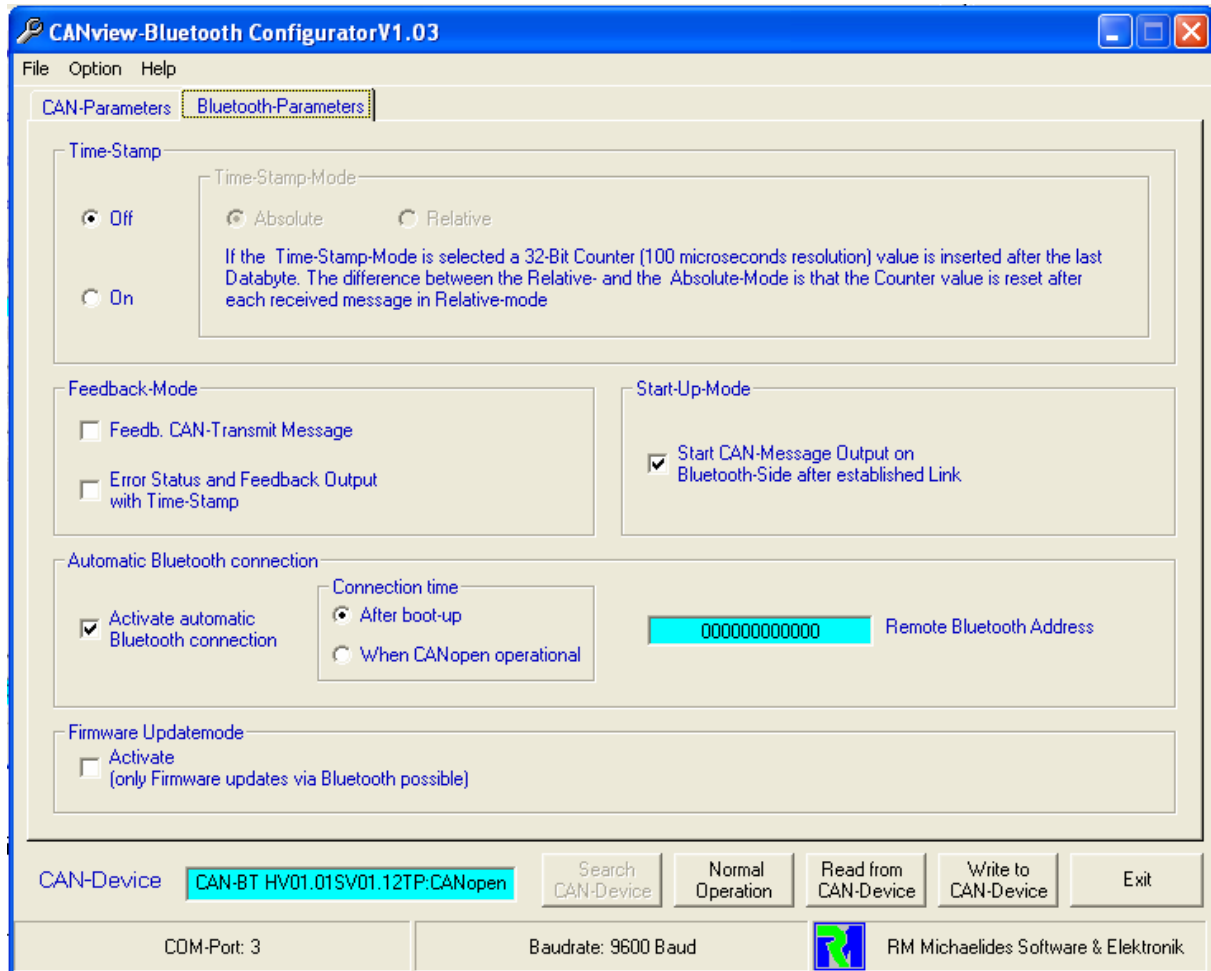 CANview-Bluetooth ConfiguratorV1.03
File Option Help
CAN-Parameters Bluetooth-Parameters
Time-Stamp
Time-Stamp-Mode
Off
Absolute Relative
If the Time-Stamp-Mode is selected a 32-Bit Counter (100 microseconds resolution) value is inserted after the last
Databyte. The difference between the Relative- and the Absolute-Mode is that the Counter value is reset after
each received message in Relative-mode
On
Feedback-Mode
Feedb. CAN-Transmit Message
Error Status and Feedback Output
with Time-Stamp
Start-Up-Mode
Start CAN-Message Output on
Bluetooth-Side after established Link
Automatic Bluetooth connection
Activate automatic
Bluetooth connection
Connection time
After boot-up
When CANopen operational
000000000000 Remote Bluetooth Address
Firmware Updatemode
Activate
(only Firmware updates via Bluetooth possible)
CAN-Device
CAN-BT HV01.01SV01.12TP:CANopen
Search
CAN-Device
Normal
Operation
Read from
CAN-Device
Write to
CAN-Device
Exit
COM-Port: 3
Baudrate: 9600 Baud
RM Michaelides Software & Elektronik